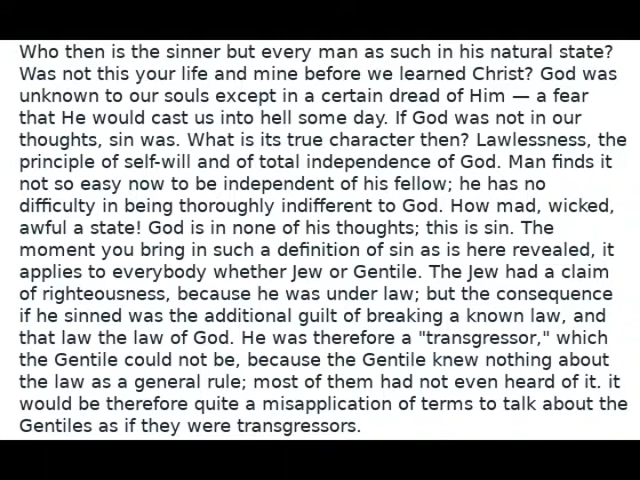 Who then is the sinner but every man as such in his natural state?
Was not this your life and mine before we learned Christ? God was
unknown to our souls except in a certain dread of Him — a fear
that He would cast us into hell some day. If God was not in our
thoughts, sin was. What is its true character then? Lawlessness, the
principle of self-will and of total independence of God. Man finds it
not so easy now to be independent of his fellow; he has no
difficulty in being thoroughly indifferent to God. How mad, wicked,
awful a state! God is in none of his thoughts; this is sin. The
moment you bring in such a definition of sin as is here revealed, it
applies to everybody whether Jew or Gentile. The Jew had a claim
of righteousness, because he was under law; but the consequence
if he sinned was the additional guilt of breaking a known law, and
that law the law of God. He was therefore a "transgressor," which
the Gentile could not be, because the Gentile knew nothing about
the law as a general rule; most of them had not even heard of it. it
would be therefore quite a misapplication of terms to talk about the
Gentiles as if they were transgressors.